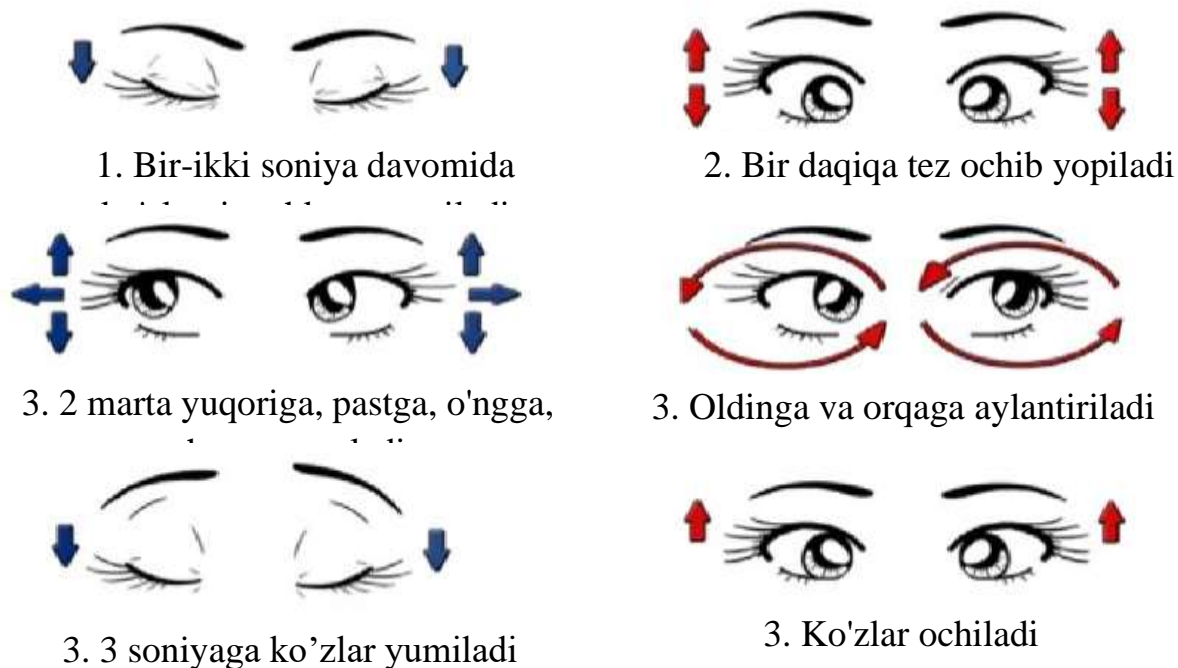 1. Bir-ikki soniya davomida
2. Bir daqiqa tez ochib yopiladi
3. 2 marta yuqoriga, pastga, o'ngga,
3. Oldinga va orqaga aylantiriladi
3. 3 soniyaga ko’zlar yumiladi
3. Ko'zlar ochiladi